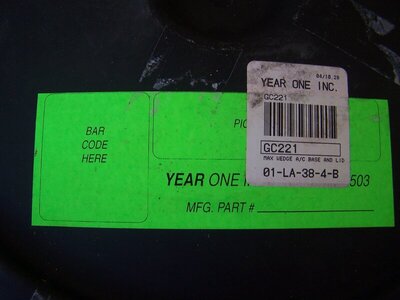 04/10.28
YEAR ONE INC.
GC221
GC221
MAX WEDGE A/C BASE AND LID
01-LA-38-4-B
BAR
CODE
HERE
PIC
YEAR ONE I 503
MFG. PART #